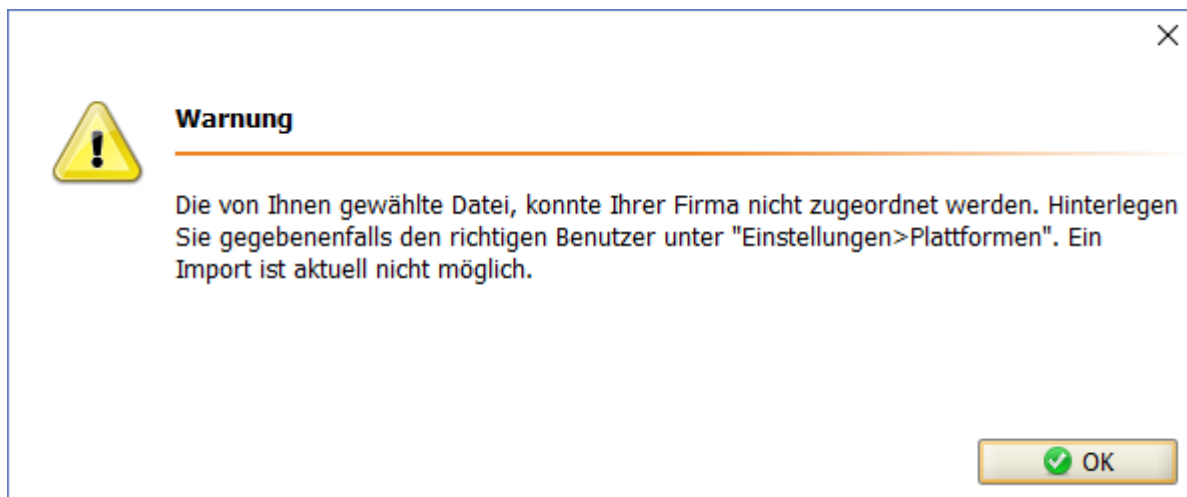 Warnung
Die von Ihnen gewählte Datei, konnte Ihrer Firma nicht zugeordnet werden. Hinterlegen
Sie gegebenenfalls den richtigen Benutzer unter "Einstellungen>Plattformen". Ein
Import ist aktuell nicht möglich.
OK